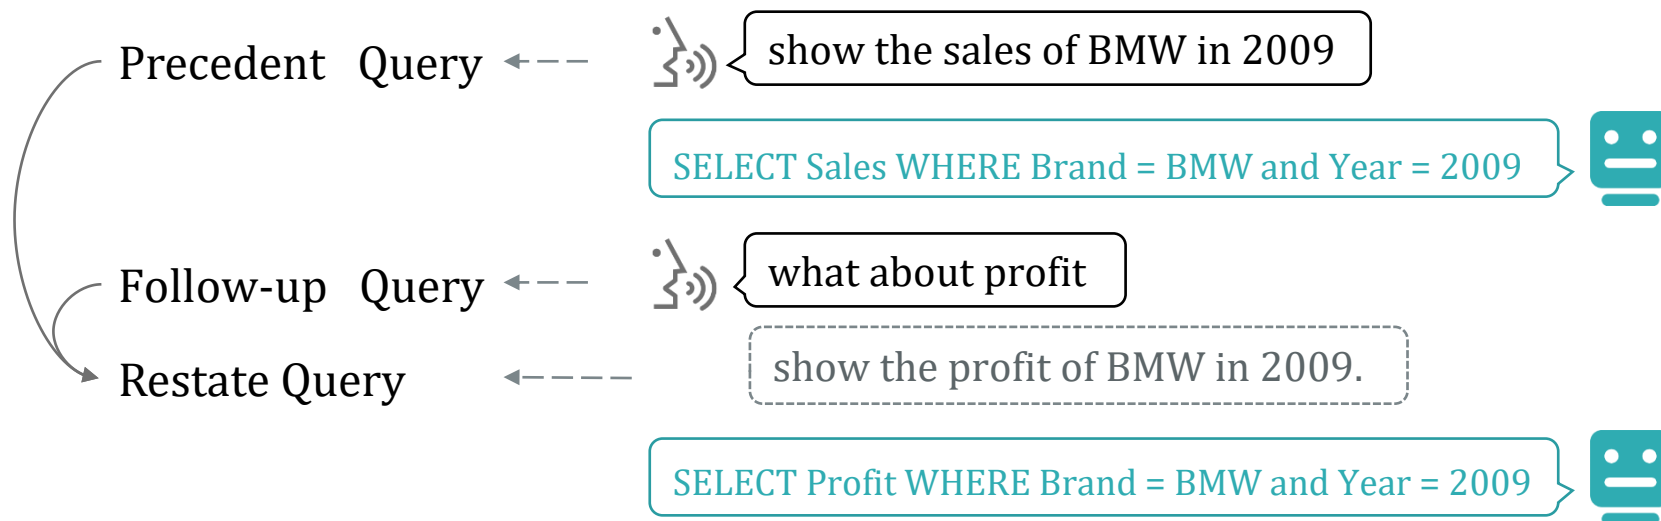 Precedent Query
show the sales of BMW in 2009
SELECT Sales WHERE Brand = BMW and Year = 2009
Follow-up Query
what about profit
Restate Query
show the profit of BMW in 2009.
SELECT Profit WHERE Brand = BMW and Year = 2009